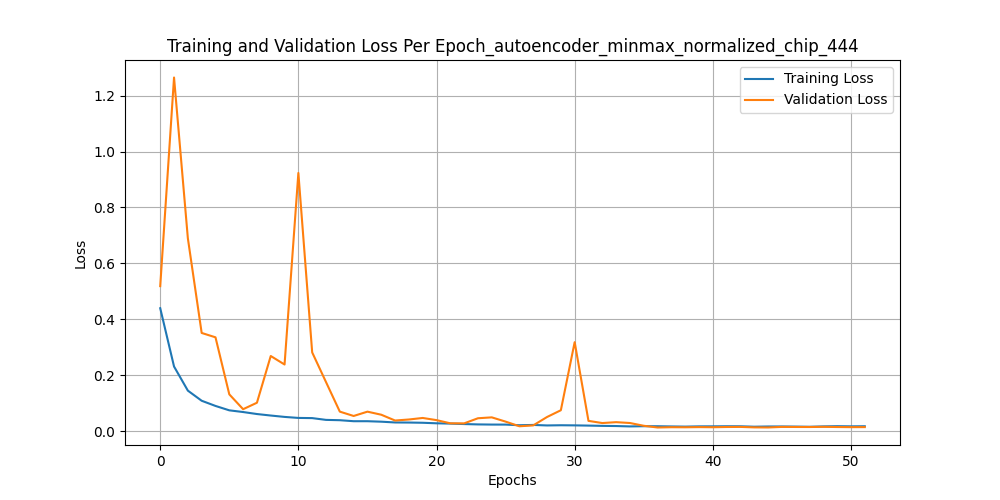 Training and Validation Loss Per Epoch_autoencoder_minmax_normalized_chip_444
Training Loss
Validation Loss
1.2
1.0
0.8
0.6
0.4
0.2
0.0
Loss
0
10
20
30
40
50
Epochs